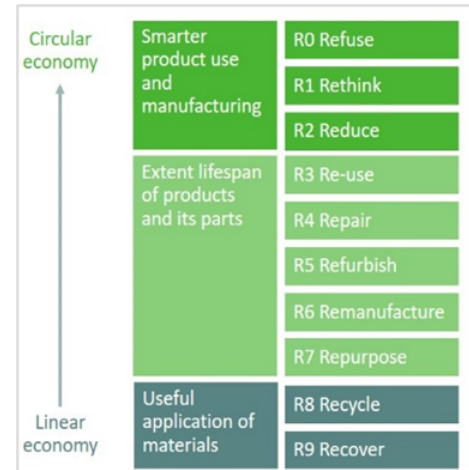 Circular
economy
Smarter
product use
and
manufacturing
R0 Refuse
R1 Rethink
R2 Reduce
Extent lifespan
of products
and its parts
R3 Re-use
R4 Repair
R5 Refurbish
R6 Remanufacture
R7 Repurpose
Linear
economy
Useful
application of
materials
R8 Recycle
R9 Recover